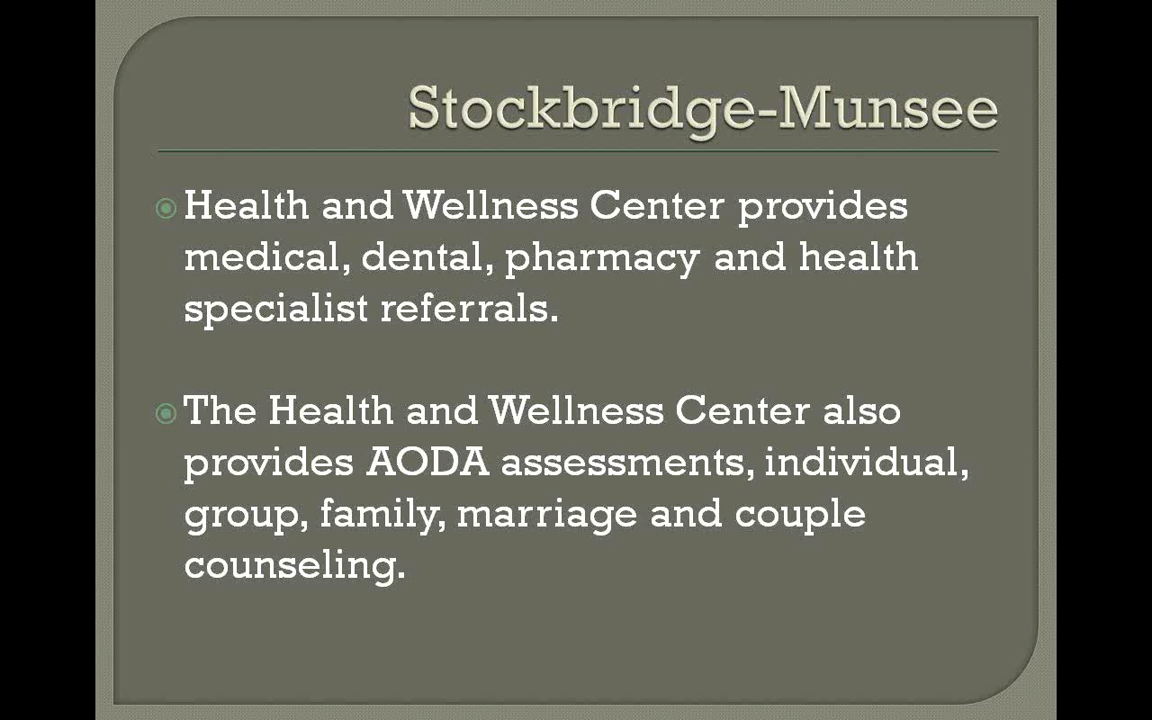 Stockbridge-Munsee
Health and Wellness Center provides
medical, dental, pharmacy and health
specialist referrals.
The Health and Wellness Center also
provides AODA assessments, individual,
group, family, marriage and couple
counseling.